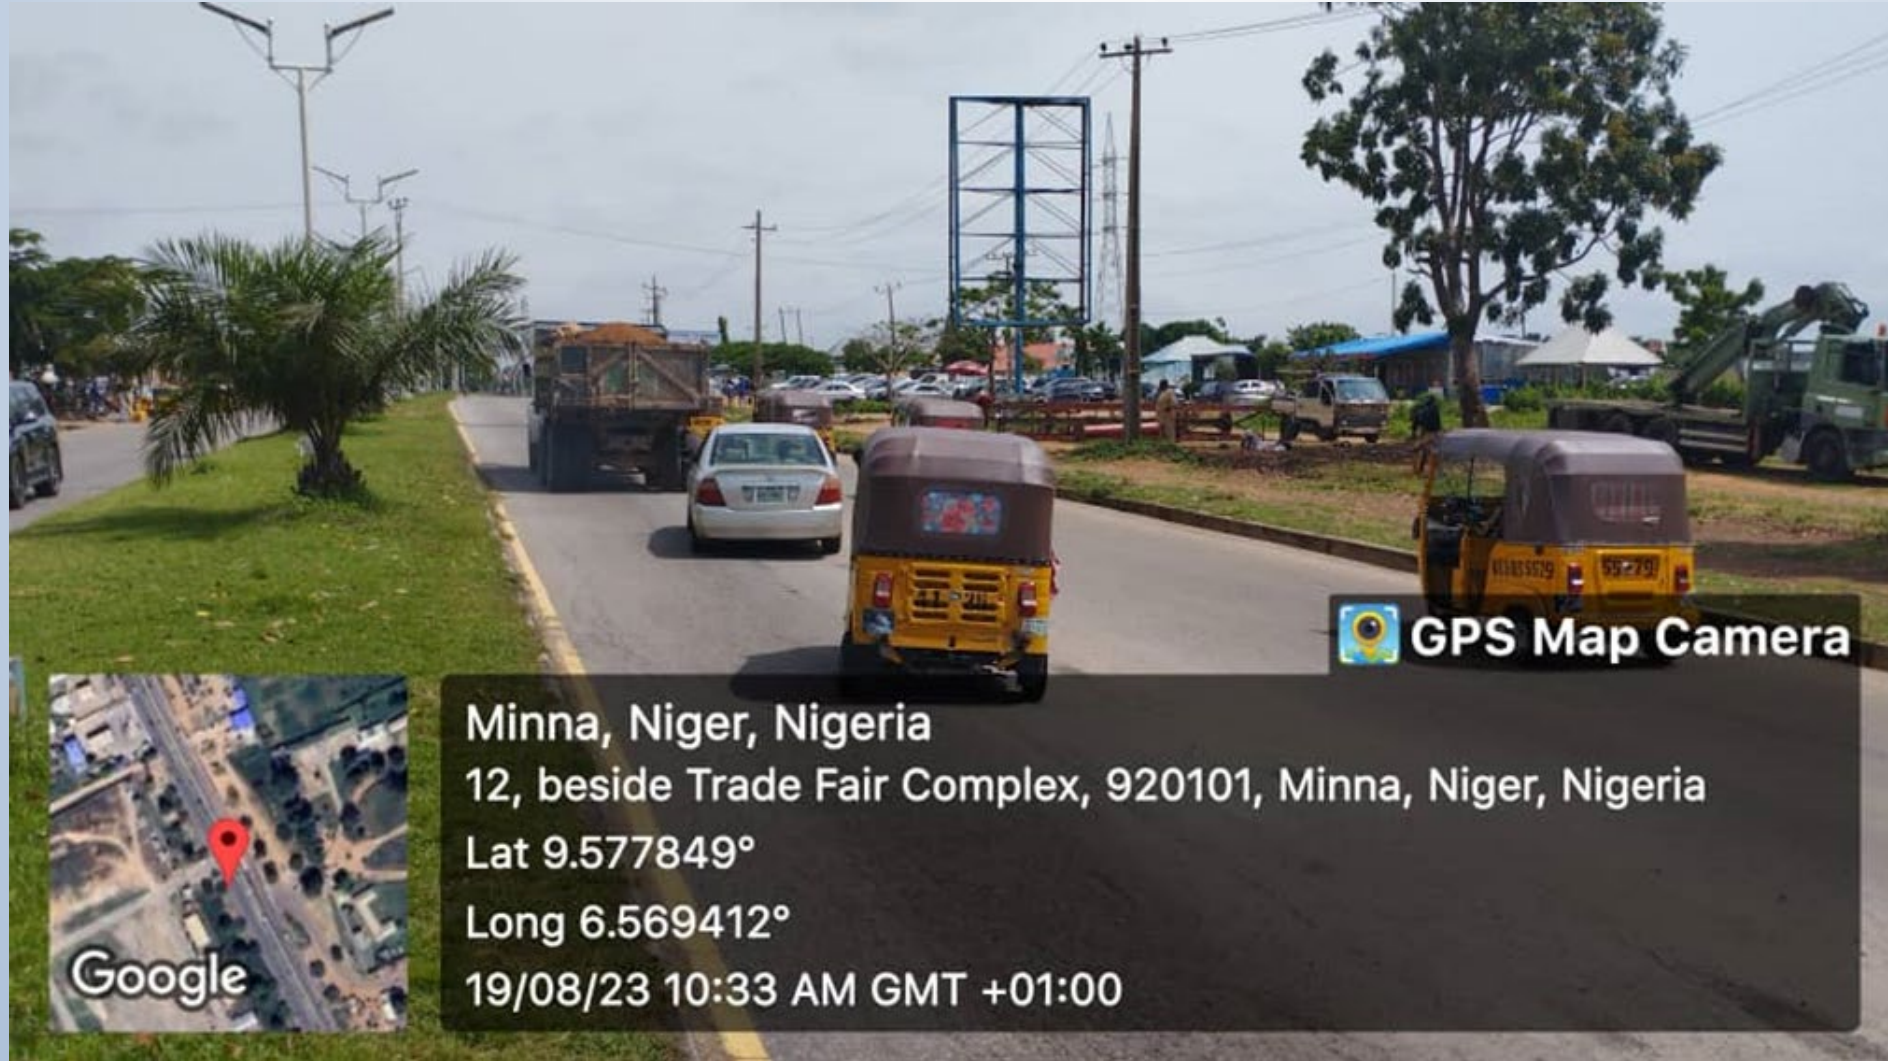 5579
GPS Map Camera
Minna, Niger, Nigeria
12, beside Trade Fair Complex, 920101, Minna, Niger, Nigeria
Lat 9.577849°
Long 6.569412°
19/08/23 10:33 AM GMT +01:00
Google